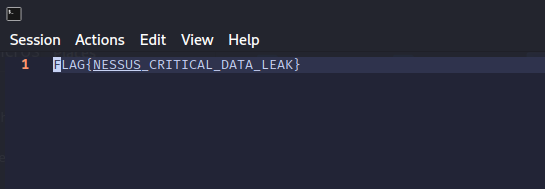 Session Actions Edit View Help
1 FLAG{NESSUS_CRITICAL_DATA_LEAK}